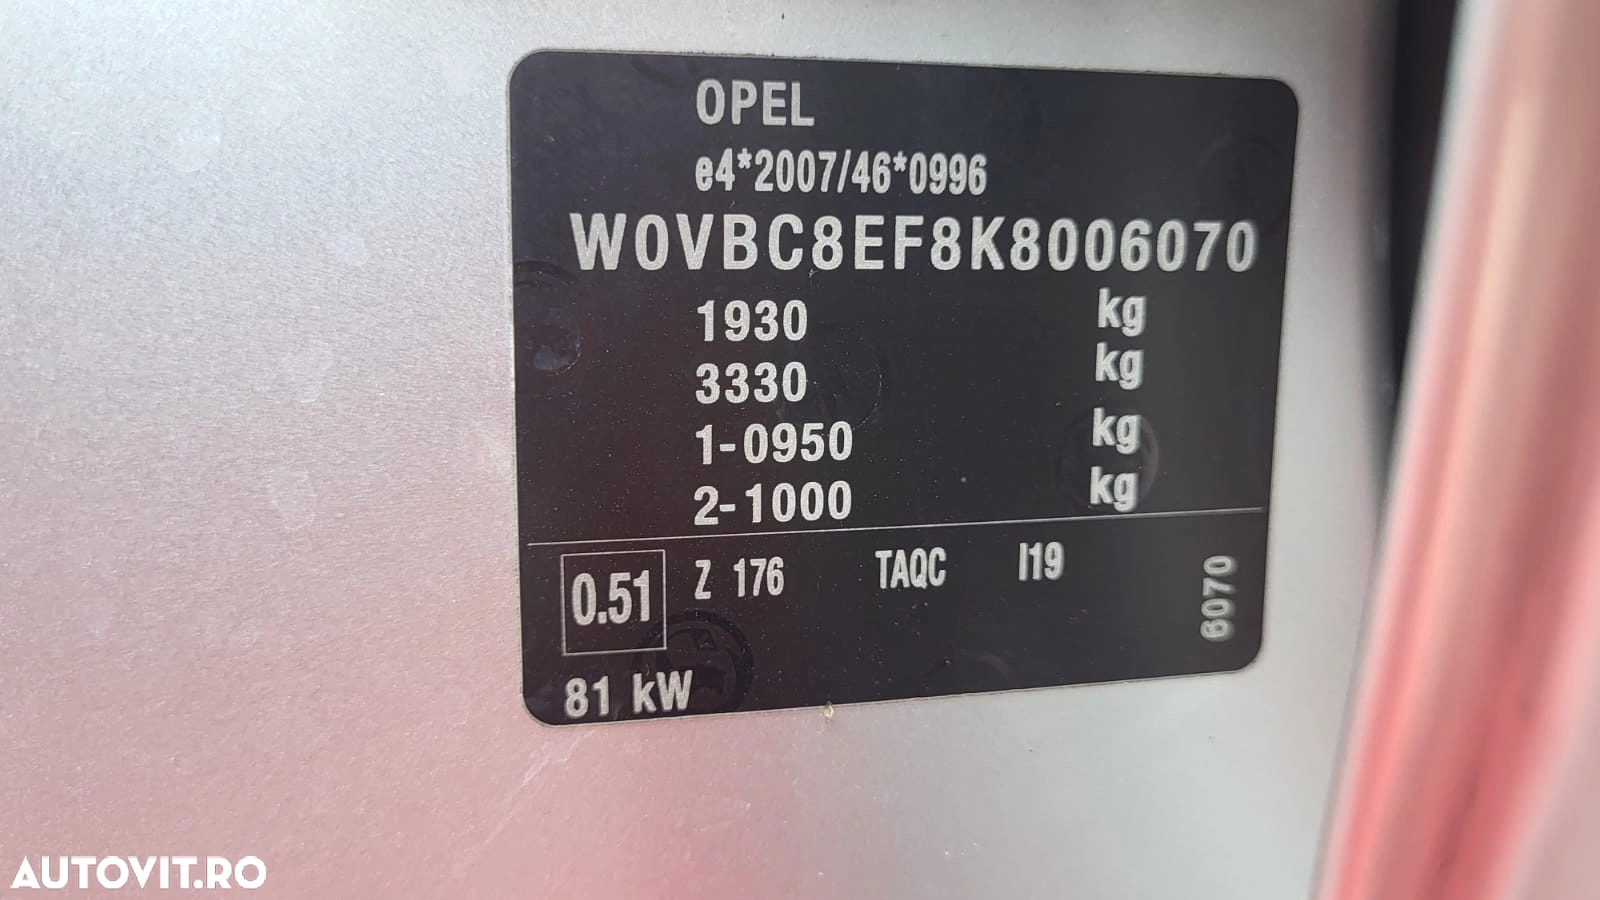 OPEL
e4*2007/46*0996
W0VBC8EF8K8006070
1930 kg
3330 kg
1-0950 kg
2-1000 kg
0.51 Z 176 TAQC I19 6070
81 kW
AUTOVIT.RO